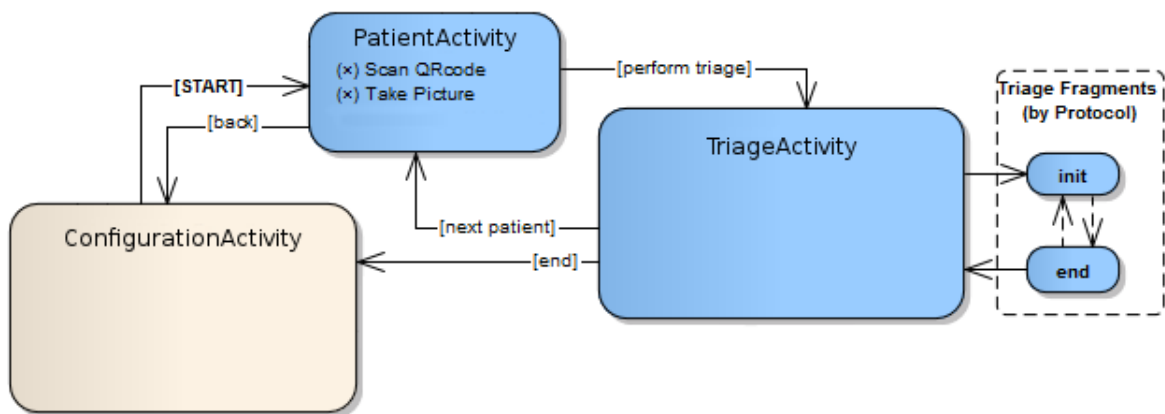 PatientActivity
(×) Scan QRcode
(×) Take Picture
[START]
[back]
[perform triage]
Triage Fragments
(by Protocol)
TriageActivity
init
[next patient]
ConfigurationActivity
[end]
end